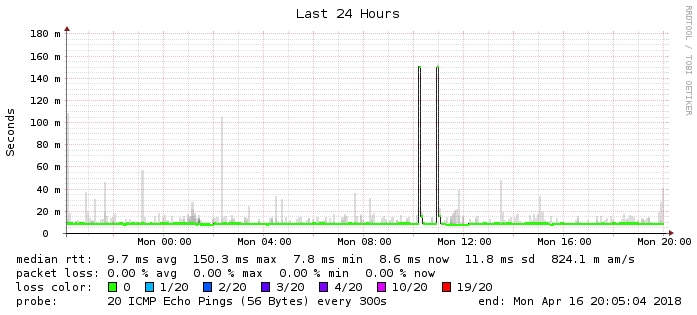 Last 24 Hours
RRDTOOL / TOBI OETIKER
Seconds
180 m
160 m
140 m
120 m
100 m
80 m
60 m
40 m
20 m
0
Mon 00:00 Mon 04:00 Mon 08:00 Mon 12:00 Mon 16:00 Mon 20:00
median rtt: 9.7 ms avg 150.3 ms max 7.8 ms min 8.6 ms now 11.8 ms sd 824.1 m am/s
packet loss: 0.00 % avg 0.00 % max 0.00 % min 0.00 % now
loss color: 0 1/20 2/20 3/20 4/20 10/20 19/20
probe: 20 ICMP Echo Pings (56 Bytes) every 300s end: Mon Apr 16 20:05:04 2018